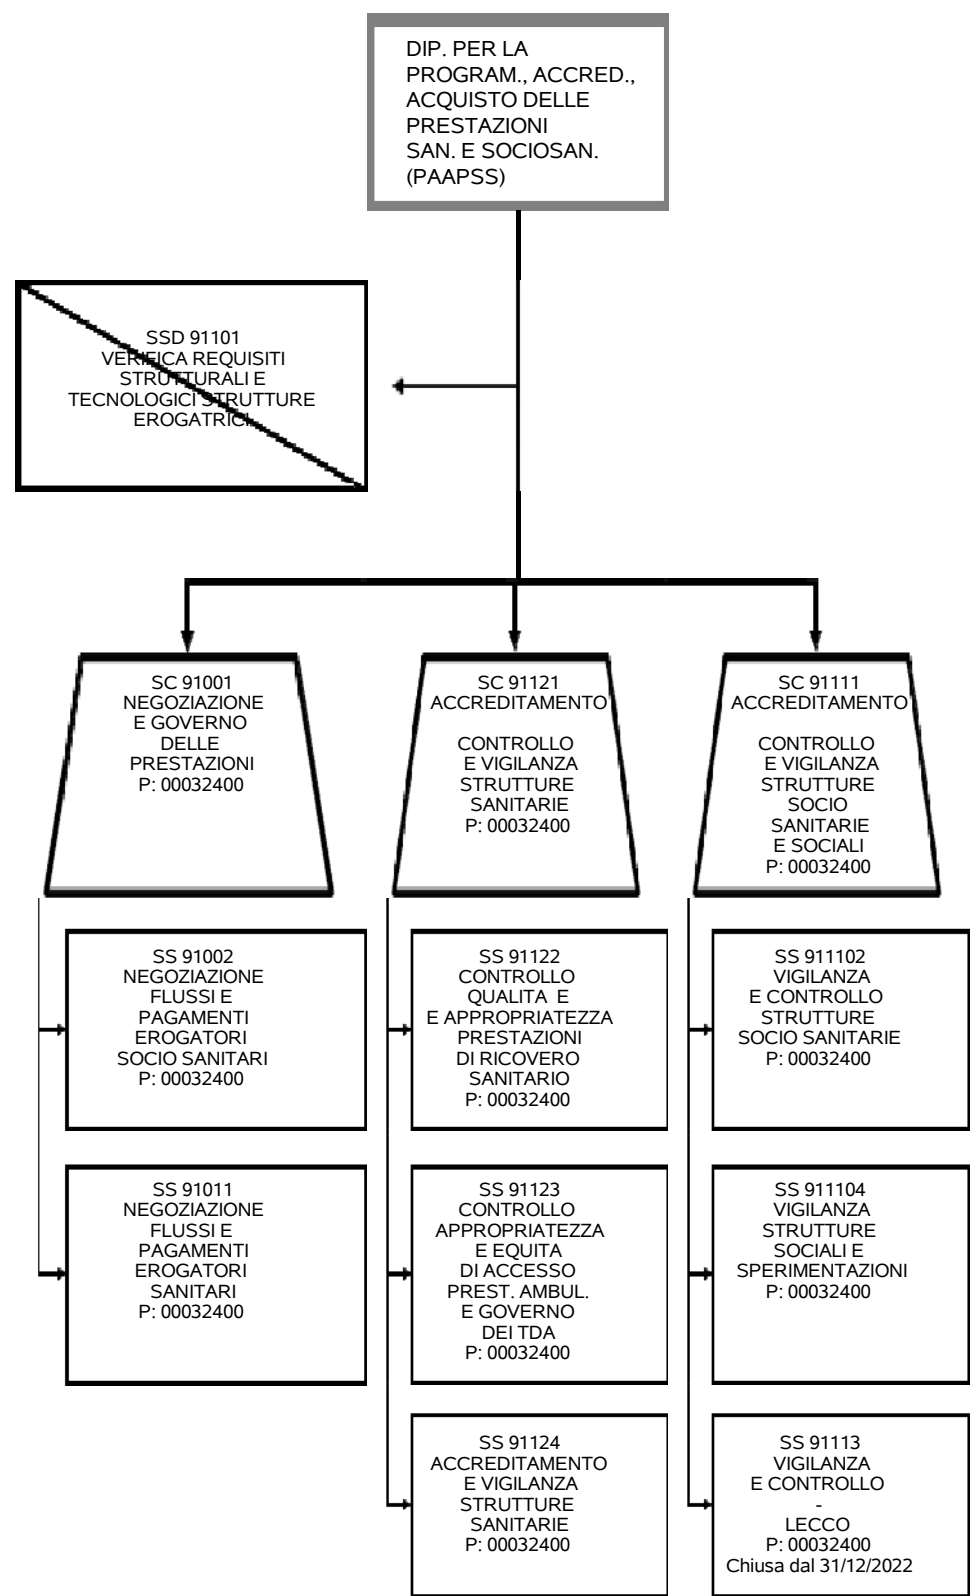 DIP. PER LA
PROGRAM., ACCRED.,
ACQUISTO DELLE
PRESTAZIONI
SAN. E SOCIOSAN.
(PAAPSS)
SSD 91101
VERIFICA REQUISITI
STRUTTURALI E
TECNOLOGICI STRUTTURE
EROGATRICI.
SC 91001
NEGOZIAZIONE
E GOVERNO
DELLE
PRESTAZIONI
P: 00032400
SC 91121
ACCREDITAMENTO
CONTROLLO
E VIGILANZA
STRUTTURE
SANITARIE
P: 00032400
SC 91111
ACCREDITAMENTO
CONTROLLO
E VIGILANZA
STRUTTURE
SOCIO
SANITARIE
E SOCIALI
P: 00032400
SS 91002
NEGOZIAZIONE
FLUSSI E
PAGAMENTI
EROGATORI
SOCIO SANITARI
P: 00032400
SS 91122
CONTROLLO
QUALITA E
E APPROPRIATEZZA
PRESTAZIONI
DI RICOVERO
SANITARIO
P: 00032400
SS 911102
VIGILANZA
E CONTROLLO
STRUTTURE
SOCIO SANITARIE
P: 00032400
SS 91011
NEGOZIAZIONE
FLUSSI E
PAGAMENTI
EROGATORI
SANITARI
P: 00032400
SS 91123
CONTROLLO
APPROPRIATEZZA
E EQUITA
DI ACCESSO
PREST. AMBUL.
E GOVERNO
DEI TDA
P: 00032400
SS 911104
VIGILANZA
STRUTTURE
SOCIALI E
SPERIMENTAZIONI
P: 00032400
SS 91124
ACCREDITAMENTO
E VIGILANZA
STRUTTURE
SANITARIE
P: 00032400
SS 91113
VIGILANZA
E CONTROLLO
-
LECCO
P: 00032400
Chiusa dal 31/12/2022